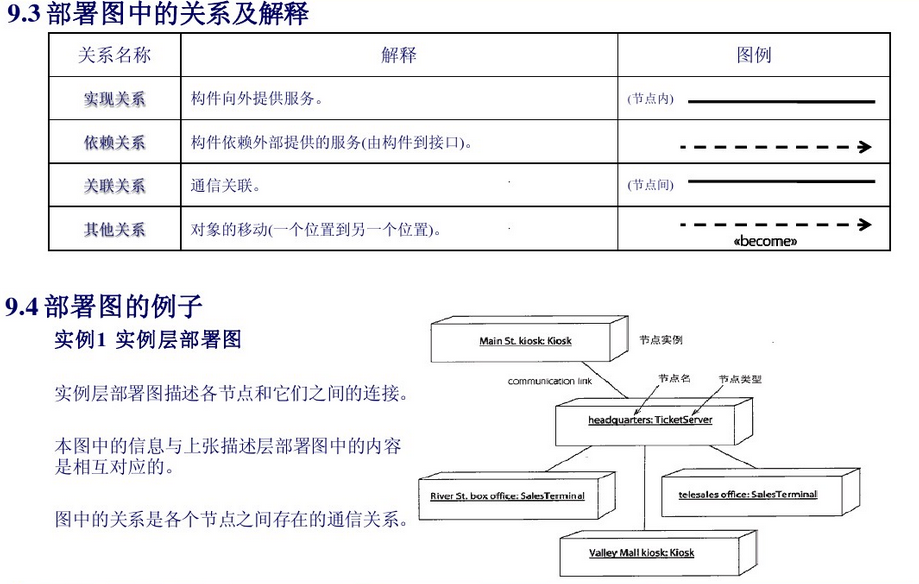 9.3 部署图中的关系及解释
关系名称 解释 图例
实现关系 构件向外提供服务。 (节点内)
依赖关系 构件依赖外部提供的服务(由构件到接口)。
关联关系 通信关联。 (节点间)
其他关系 对象的移动(一个位置到另一个位置)。
«become»
9.4 部署图的例子
实例1 实例层部署图
Main St. kiosk: Kiosk
节点实例
communication link
节点名
节点类型
实例层部署图描述各节点和它们之间的连接。
headquarters: TicketServer
本图中的信息与上张描述层部署图中的内容
是相互对应的。
River St. box office: SalesTerminal
telesales office: SalesTerminal
图中的关系是各个节点之间存在的通信关系。
Valley Mall kiosk: Kiosk